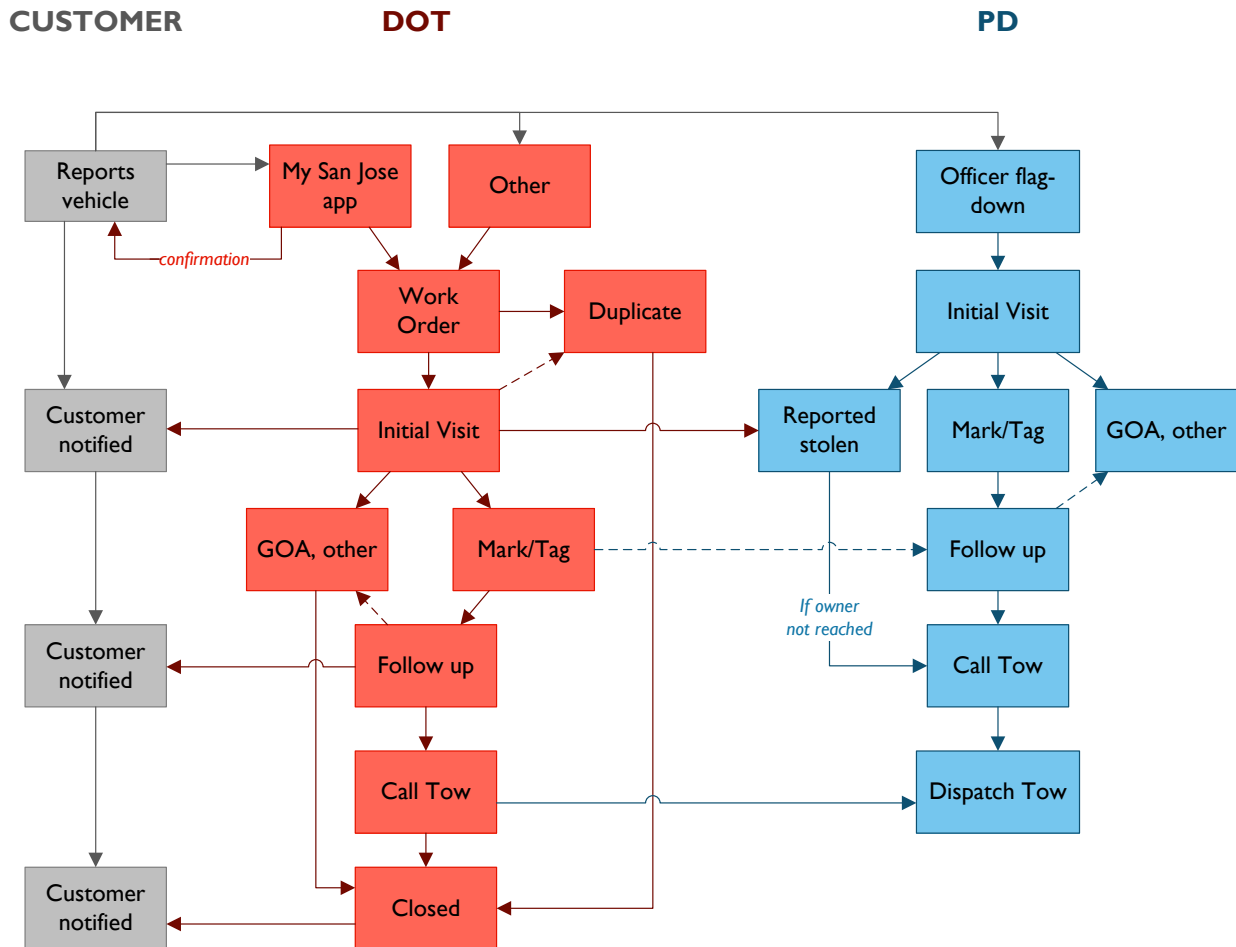 CUSTOMER
DOT
PD
Reports
vehicle
My San Jose
app
Other
Officer flag-
down
confirmation
Work
Order
Duplicate
Initial Visit
Customer
notified
Initial Visit
Reported
stolen
Mark/Tag
GOA, other
GOA, other
Mark/Tag
Follow up
If owner
not reached
Customer
notified
Follow up
Call Tow
Call Tow
Dispatch Tow
Customer
notified
Closed